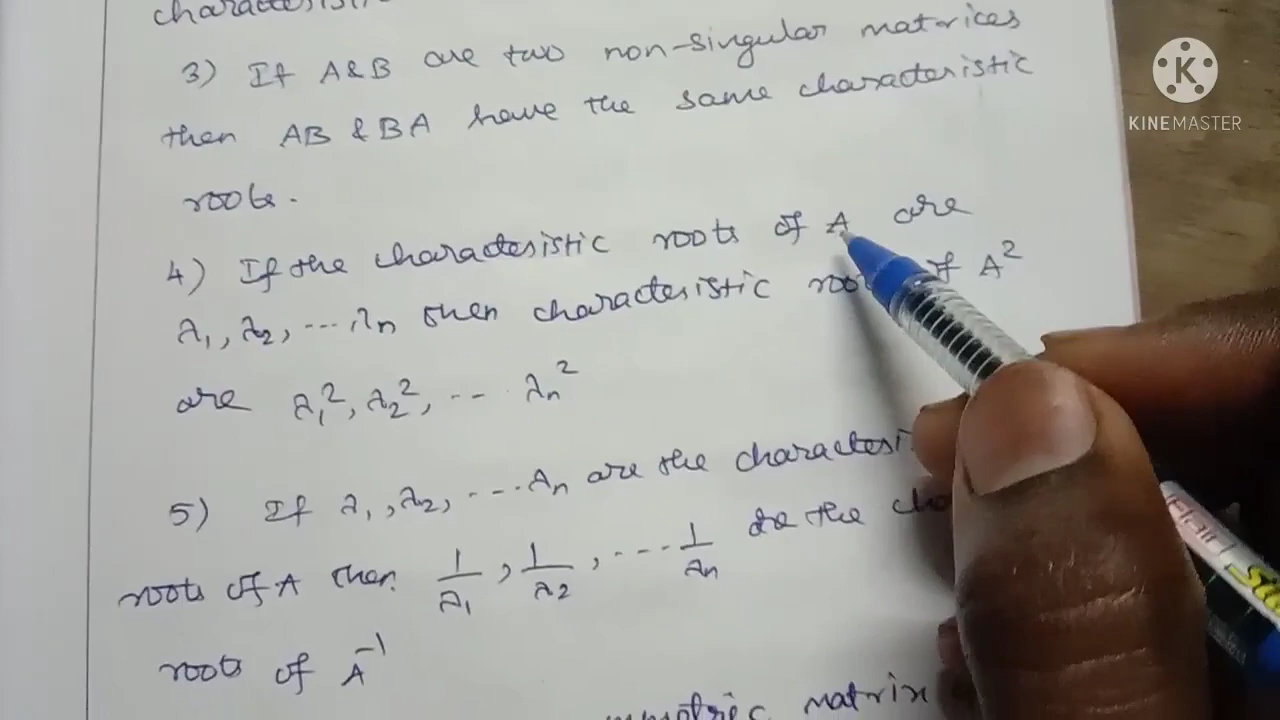 3) If A & B are two non-singular matrices
K
KINEMASTER
then AB & BA have the same characteristic
roots.
4) If the characteristic roots of A are
λ₁, λ₂, ... λn then characteristic of A²
are λ₁², λ₂², -- λn²
5) If λ₁, λ₂, ... λn are the
roots of A then 1/λ₁, 1/λ₂, .... 1/λn the
roots of A⁻¹
matrix